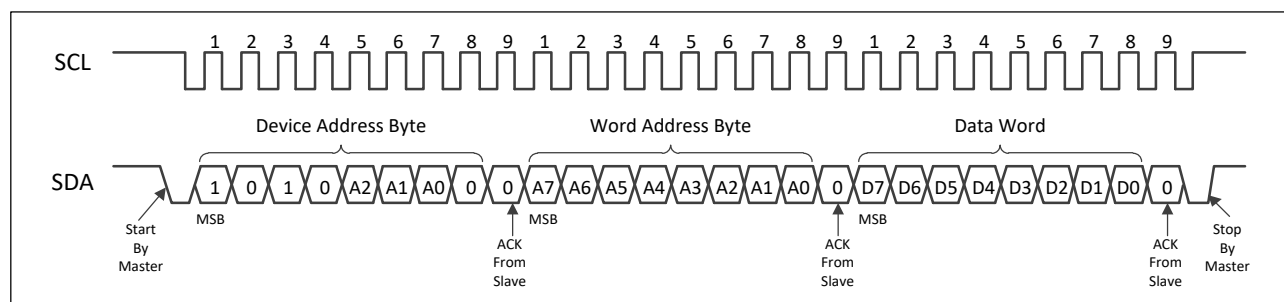 1 2 3 4 5 6 7 8 9 1 2 3 4 5 6 7 8 9 1 2 3 4 5 6 7 8 9
SCL
Device Address Byte Word Address Byte Data Word
SDA 1 0 1 0 A2 A1 A0 0 0 A7 A6 A5 A4 A3 A2 A1 A0 0 D7 D6 D5 D4 D3 D2 D1 D0 0
MSB MSB MSB
Start
By
Master
ACK
From
Slave
ACK
From
Slave
ACK
From
Slave
Stop
By
Master